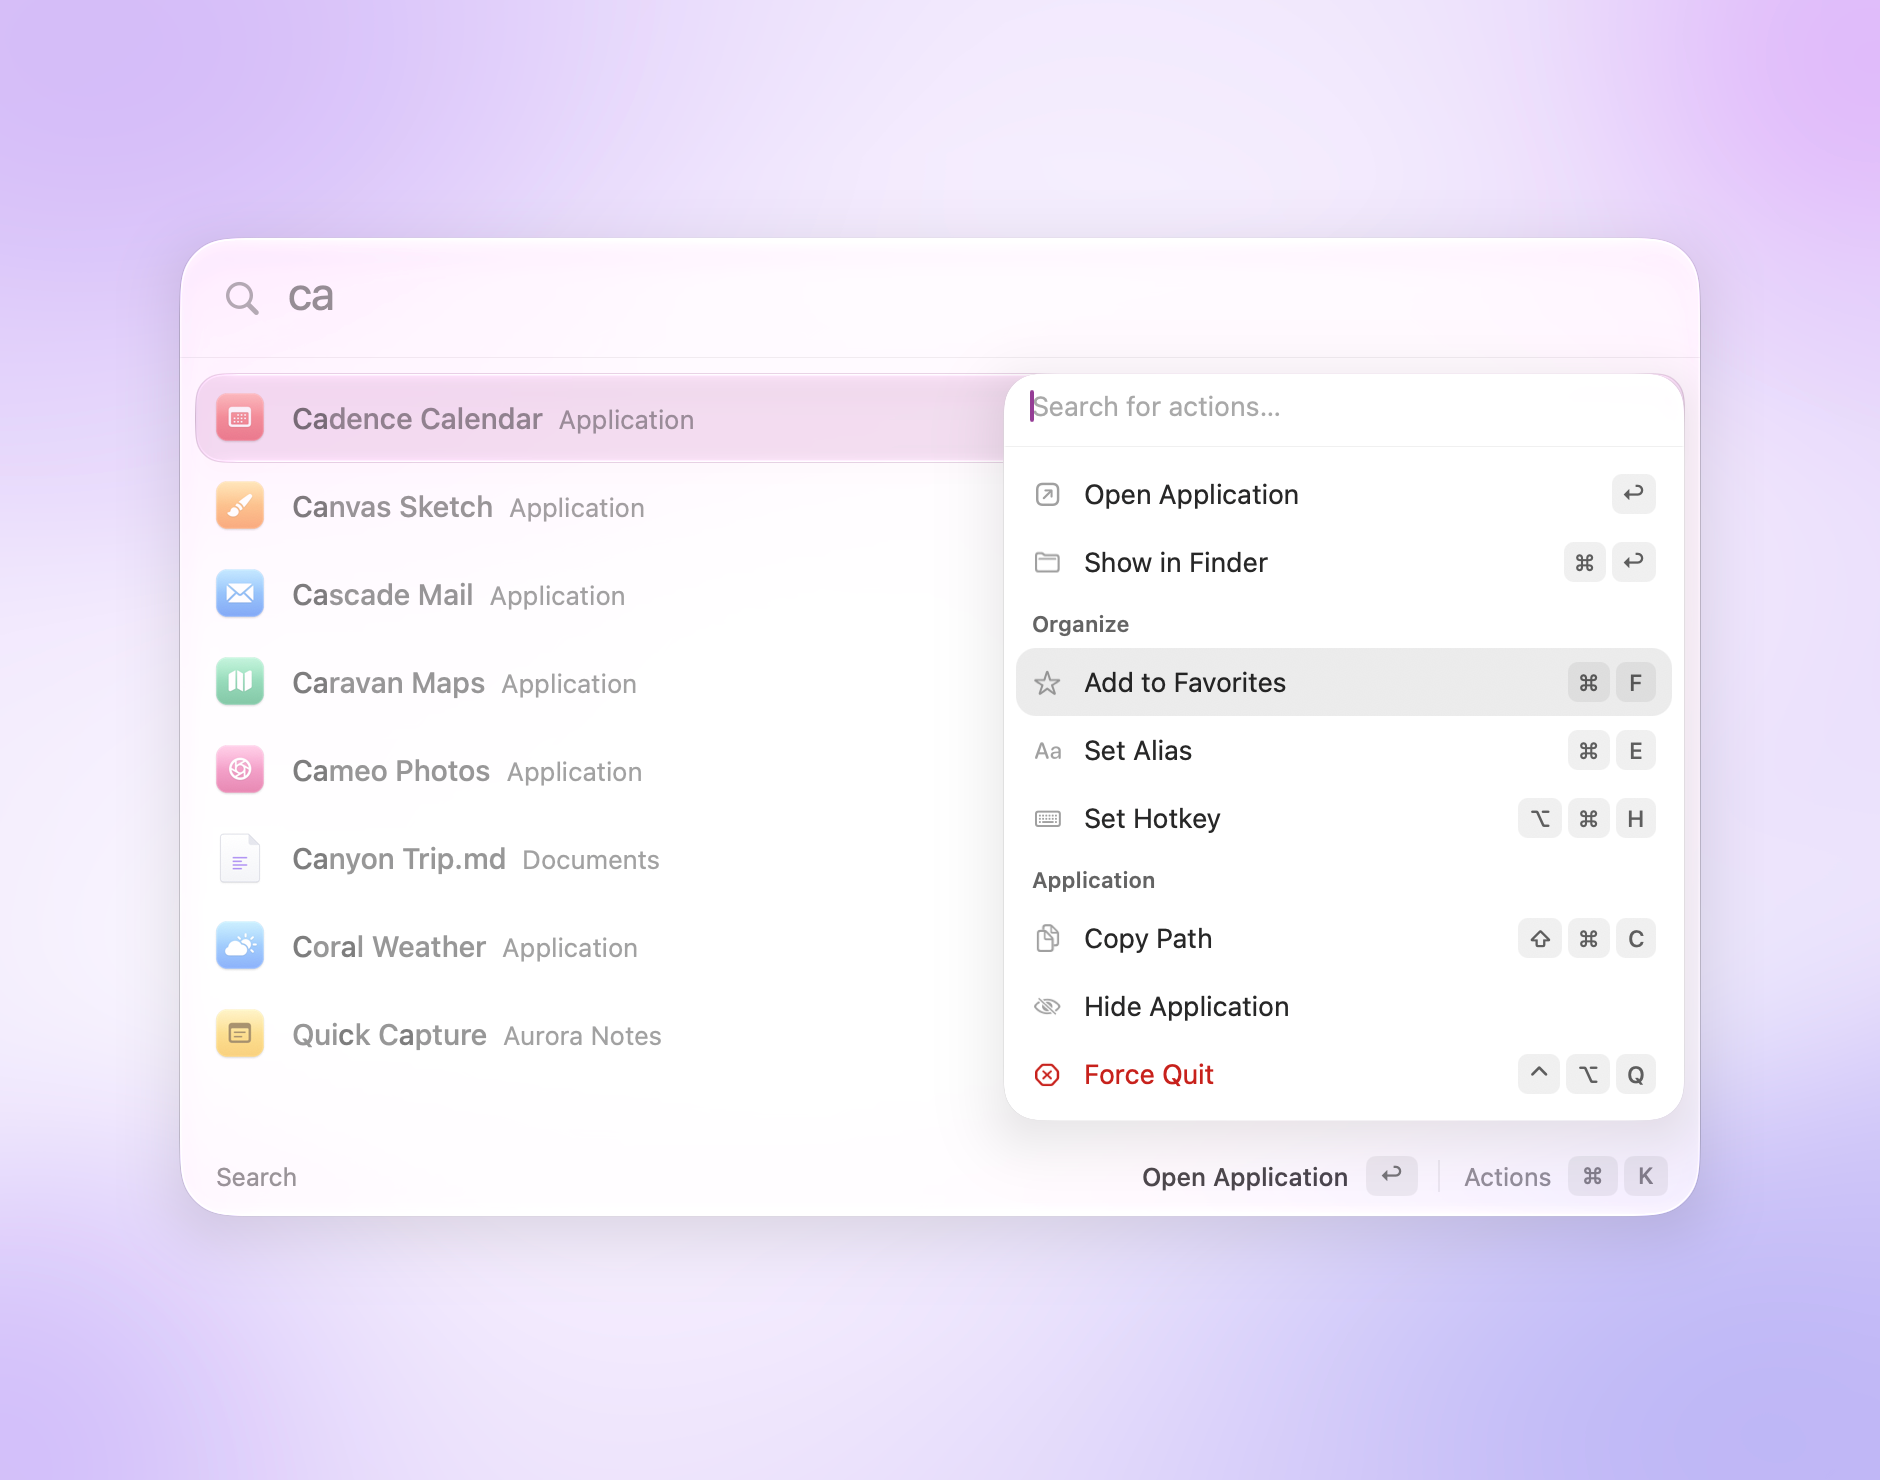 ca
Cadence Calendar Application
Canvas Sketch Application
Cascade Mail Application
Caravan Maps Application
Cameo Photos Application
Canyon Trip.md Documents
Coral Weather Application
Quick Capture Aurora Notes
Search for actions...
Open Application ↩
Show in Finder ⌘ ↩
Organize
Add to Favorites ⌘ F
Aa Set Alias ⌘ E
Set Hotkey ⌥ ⌘ H
Application
Copy Path ⇧ ⌘ C
Hide Application
Force Quit ^ ⌥ Q
Search
Open Application ↩ Actions ⌘ K